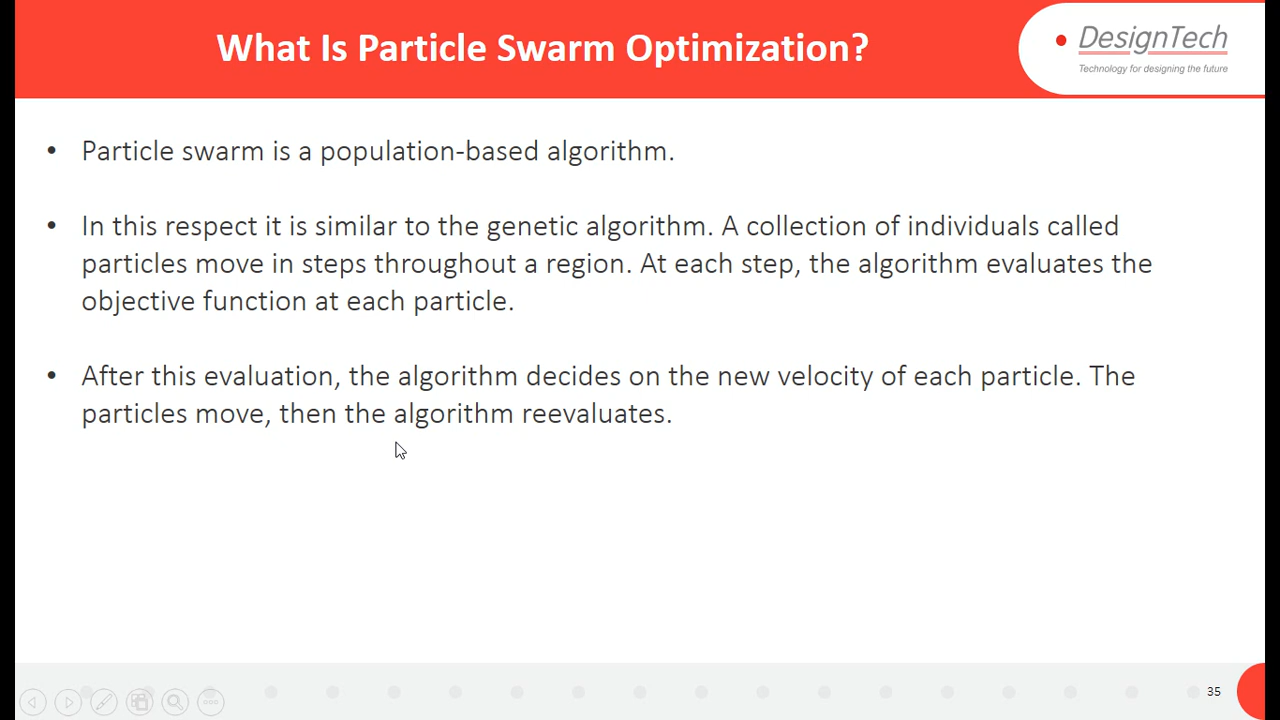 What Is Particle Swarm Optimization?
DesignTech
Technology for designing the future
• Particle swarm is a population-based algorithm.
• In this respect it is similar to the genetic algorithm. A collection of individuals called
particles move in steps throughout a region. At each step, the algorithm evaluates the
objective function at each particle.
• After this evaluation, the algorithm decides on the new velocity of each particle. The
particles move, then the algorithm reevaluates.
35